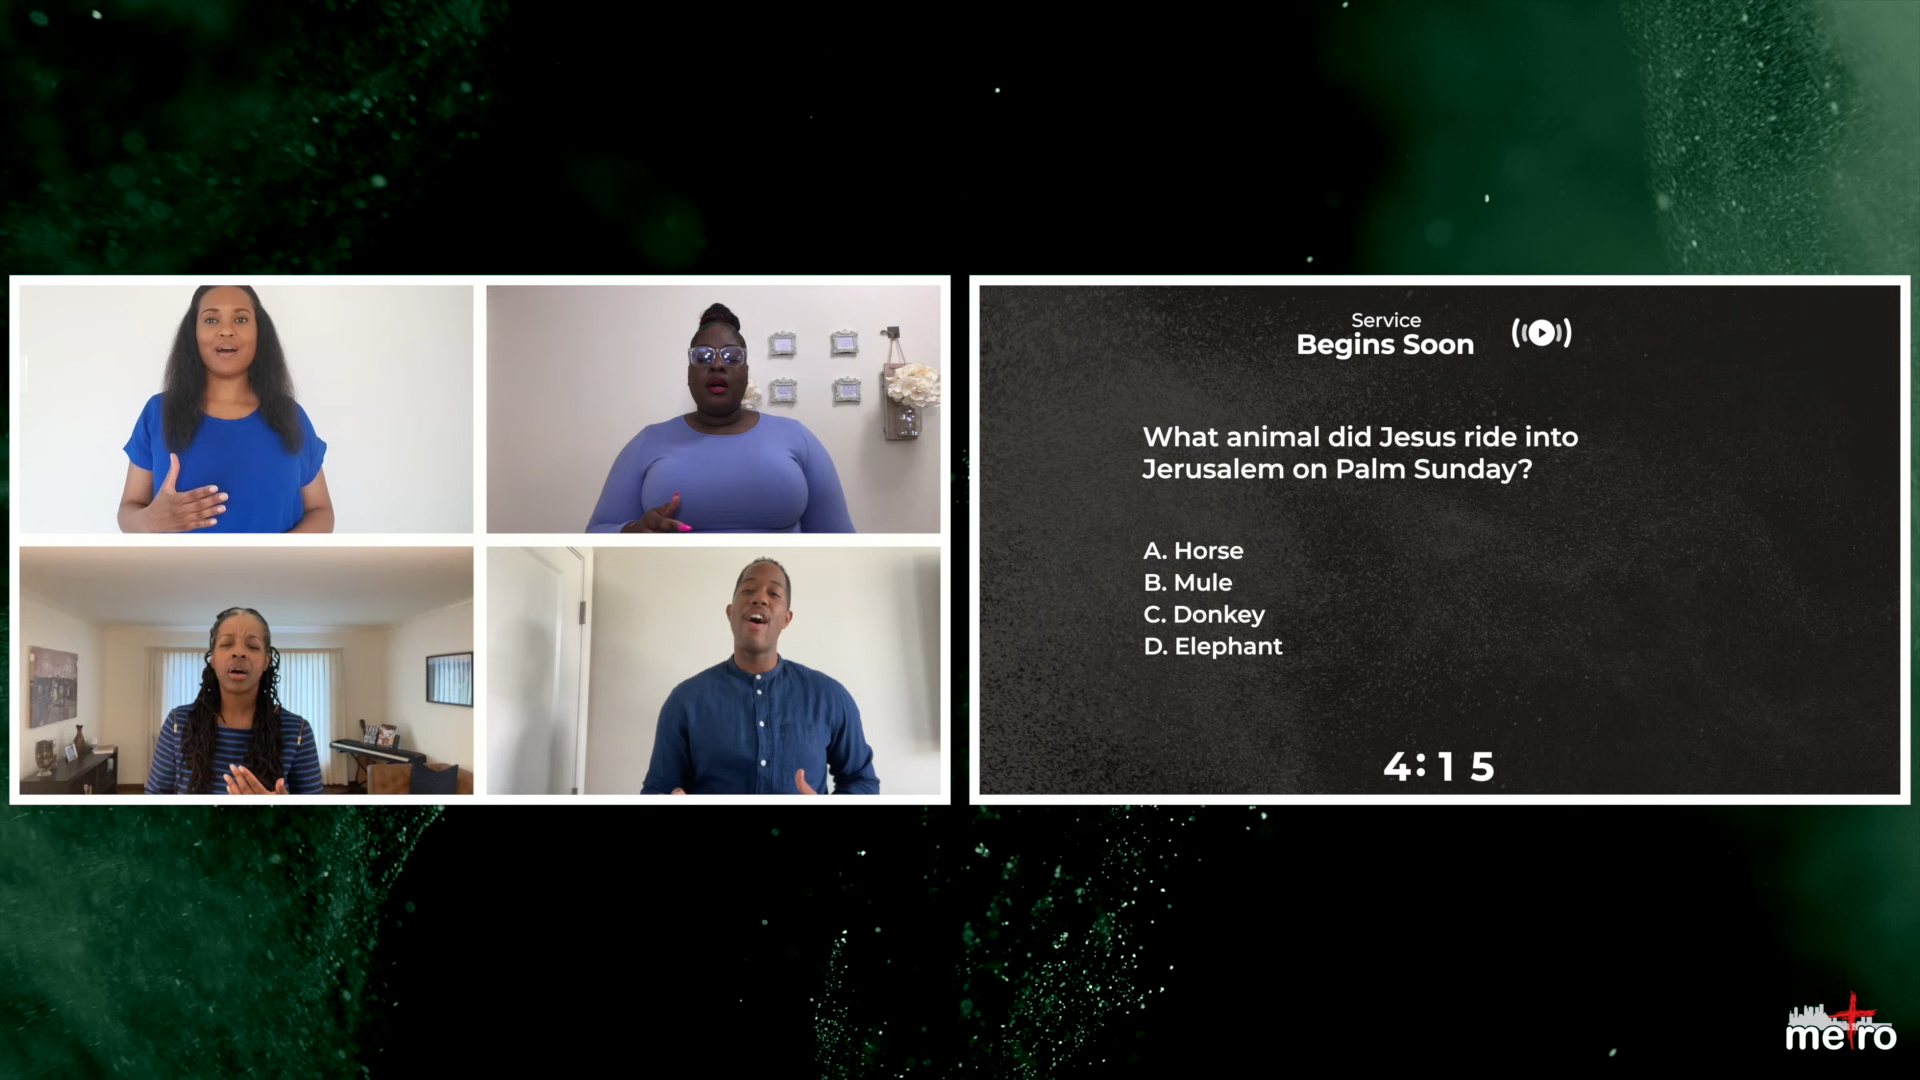 Service
Begins Soon
What animal did Jesus ride into
Jerusalem on Palm Sunday?
A. Horse
B. Mule
C. Donkey
D. Elephant
4:15
metro